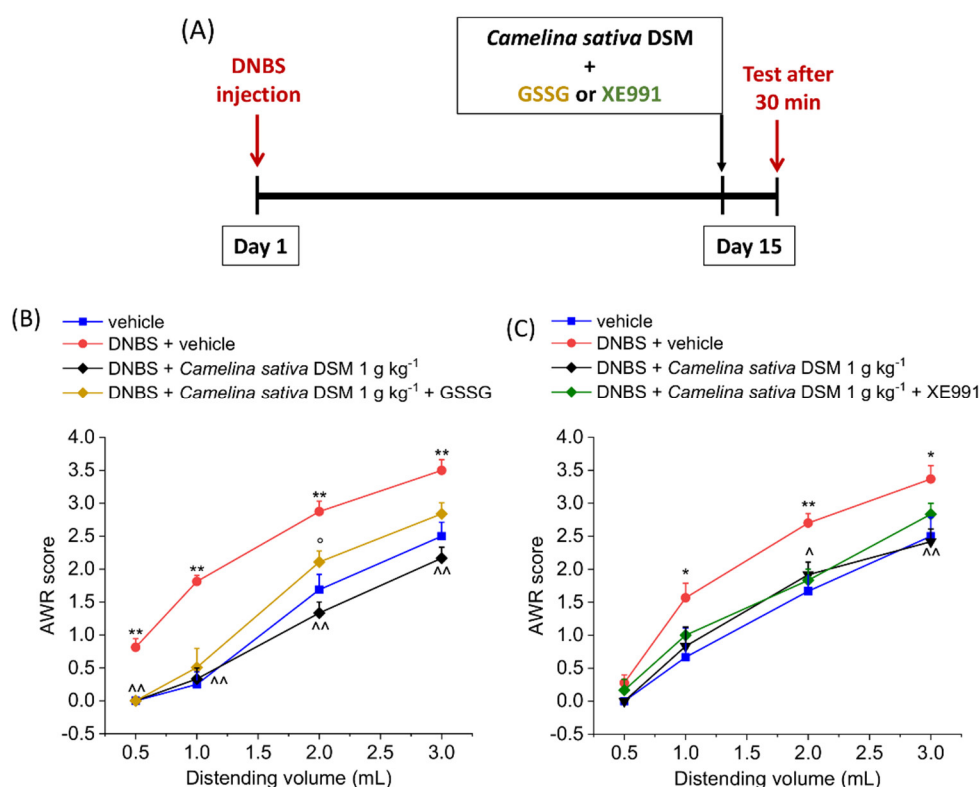 (A)
DNBS
injection
Camelina sativa DSM
+
GSSG or XE991
Test after
30 min
Day 1
Day 15
(B)
vehicle
DNBS + vehicle
DNBS + Camelina sativa DSM 1 g kg⁻¹
DNBS + Camelina sativa DSM 1 g kg⁻¹ + GSSG
AWR score
4.0
3.5
3.0
2.5
2.0
1.5
1.0
0.5
0.0
-0.5
**
**
**
**
°
^^
^^
^^
^^
0.5 1.0 1.5 2.0 2.5 3.0
Distending volume (mL)
(C)
vehicle
DNBS + vehicle
DNBS + Camelina sativa DSM 1 g kg⁻¹
DNBS + Camelina sativa DSM 1 g kg⁻¹ + XE991
AWR score
4.0
3.5
3.0
2.5
2.0
1.5
1.0
0.5
0.0
-0.5
*
**
*
^
^^
0.5 1.0 1.5 2.0 2.5 3.0
Distending volume (mL)